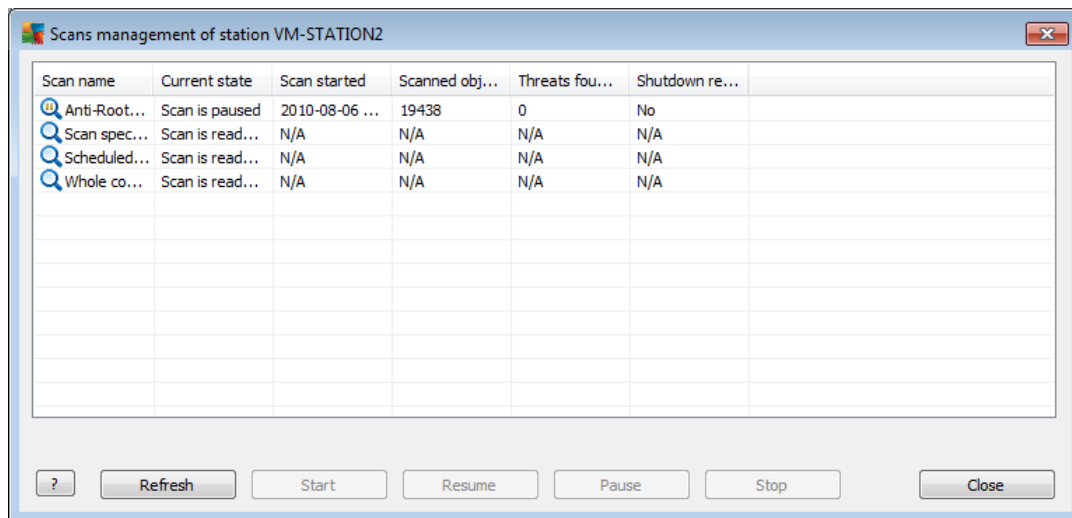 Scans management of station VM-STATION2
Scan name Current state Scan started Scanned obj... Threats fou... Shutdown re...
Anti-Root... Scan is paused 2010-08-06 ... 19438 0 No
Scan spec... Scan is read... N/A N/A N/A N/A
Scheduled... Scan is read... N/A N/A N/A N/A
Whole co... Scan is read... N/A N/A N/A N/A
? Refresh Start Resume Pause Stop Close